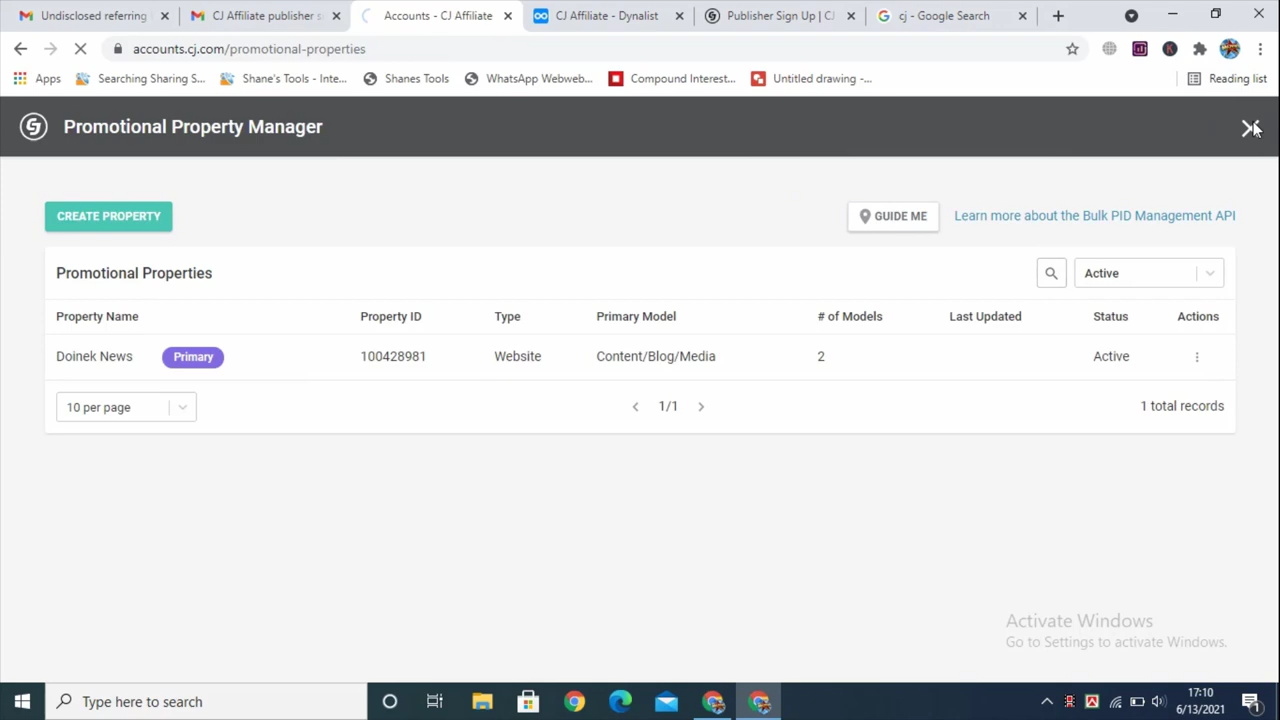 Undisclosed referring
CJ Affiliate publisher s
Accounts - CJ Affiliate
CJ Affiliate - Dynalist
Publisher Sign Up | CJ
cj - Google Search
accounts.cj.com/promotional-properties
Apps
Searching Sharing S...
Shane's Tools - Inte...
Shanes Tools
WhatsApp Webweb...
Compound Interest...
Untitled drawing -...
Reading list
Promotional Property Manager
CREATE PROPERTY
GUIDE ME
Learn more about the Bulk PID Management API
Promotional Properties
Active
Property Name Property ID Type Primary Model # of Models Last Updated Status Actions
Doinek News Primary 100428981 Website Content/Blog/Media 2 Active
10 per page
1/1
1 total records
Activate Windows
Go to Settings to activate Windows.
Type here to search
17:10
6/13/2021
1